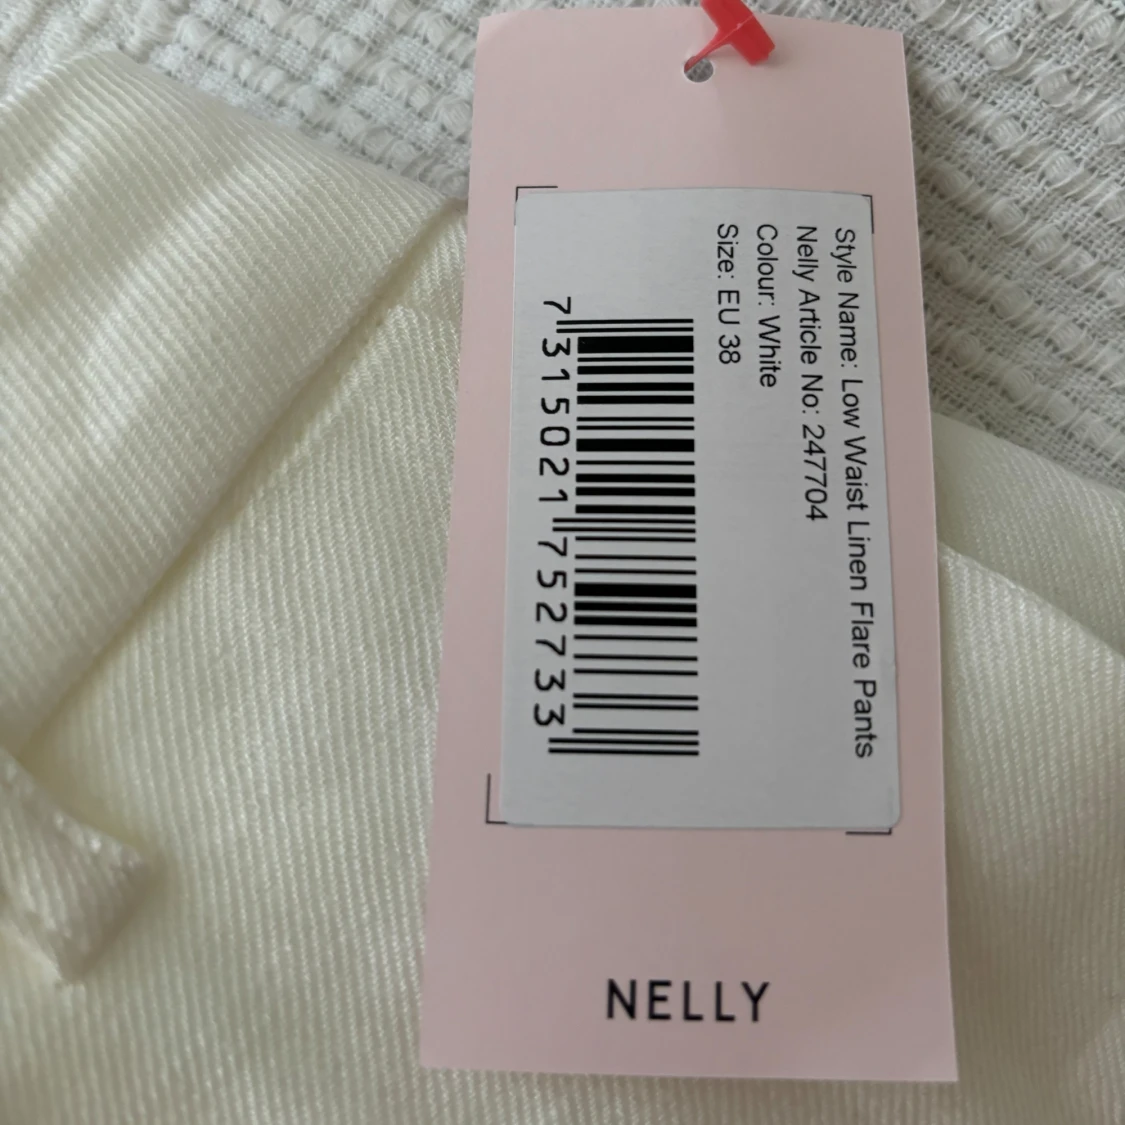 Style Name: Low Waist Linen Flare Pants
Nelly Article No: 247704
Colour: White
Size: EU 38
7 315021 752733
NELLY